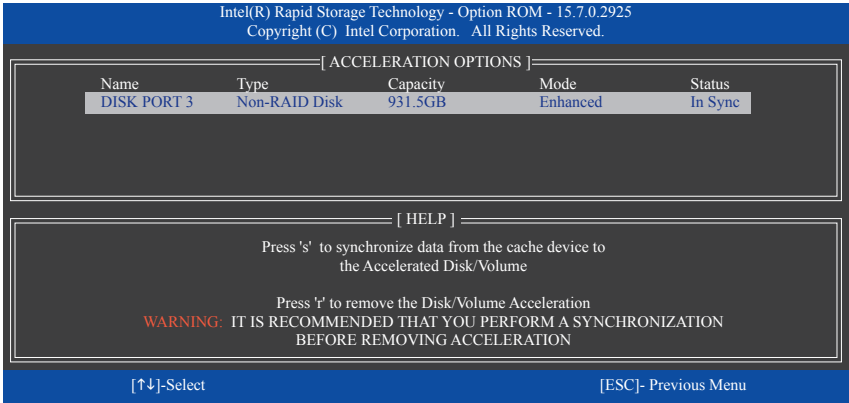 Intel(R) Rapid Storage Technology - Option ROM - 15.7.0.2925
Copyright (C) Intel Corporation. All Rights Reserved.
[ ACCELERATION OPTIONS ]
Name Type Capacity Mode Status
DISK PORT 3 Non-RAID Disk 931.5GB Enhanced In Sync
[ HELP ]
Press 's' to synchronize data from the cache device to
the Accelerated Disk/Volume
Press 'r' to remove the Disk/Volume Acceleration
WARNING: IT IS RECOMMENDED THAT YOU PERFORM A SYNCHRONIZATION
BEFORE REMOVING ACCELERATION
[↑↓]-Select [ESC]- Previous Menu